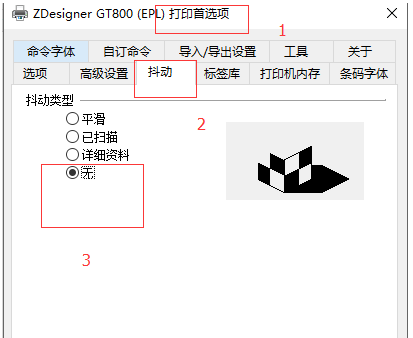 ZDesigner GT800 (EPL) 打印首选项
1
命令字体 自订命令 导入/导出设置 工具 关于
选项 高级设置 抖动 标签库 打印机内存 条码字体
抖动类型
平滑
2
已扫描
详细资料
无
3